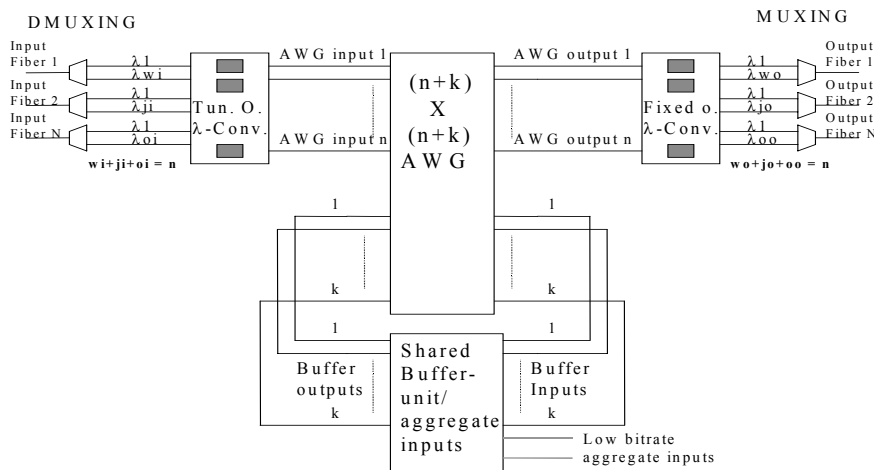 DMUXING
MUXING
Input
Fiber 1
λ1
λwi
Input
Fiber 2
λ1
λji
Input
Fiber N
λ1
λoi
wi+ji+oi = n
Tun. O.
λ-Conv.
AWG input 1
AWG input n
(n+k)
X
(n+k)
AWG
AWG output 1
AWG output n
Fixed o.
λ-Conv.
λ1
λwo
Output
Fiber 1
λ1
λjo
Output
Fiber 2
λ1
λoo
Output
Fiber N
wo+jo+oo = n
1
1
k
k
1
1
Buffer
outputs
Shared
Buffer-
unit/
aggregate
inputs
Buffer
Inputs
k
k
Low bitrate
aggregate inputs